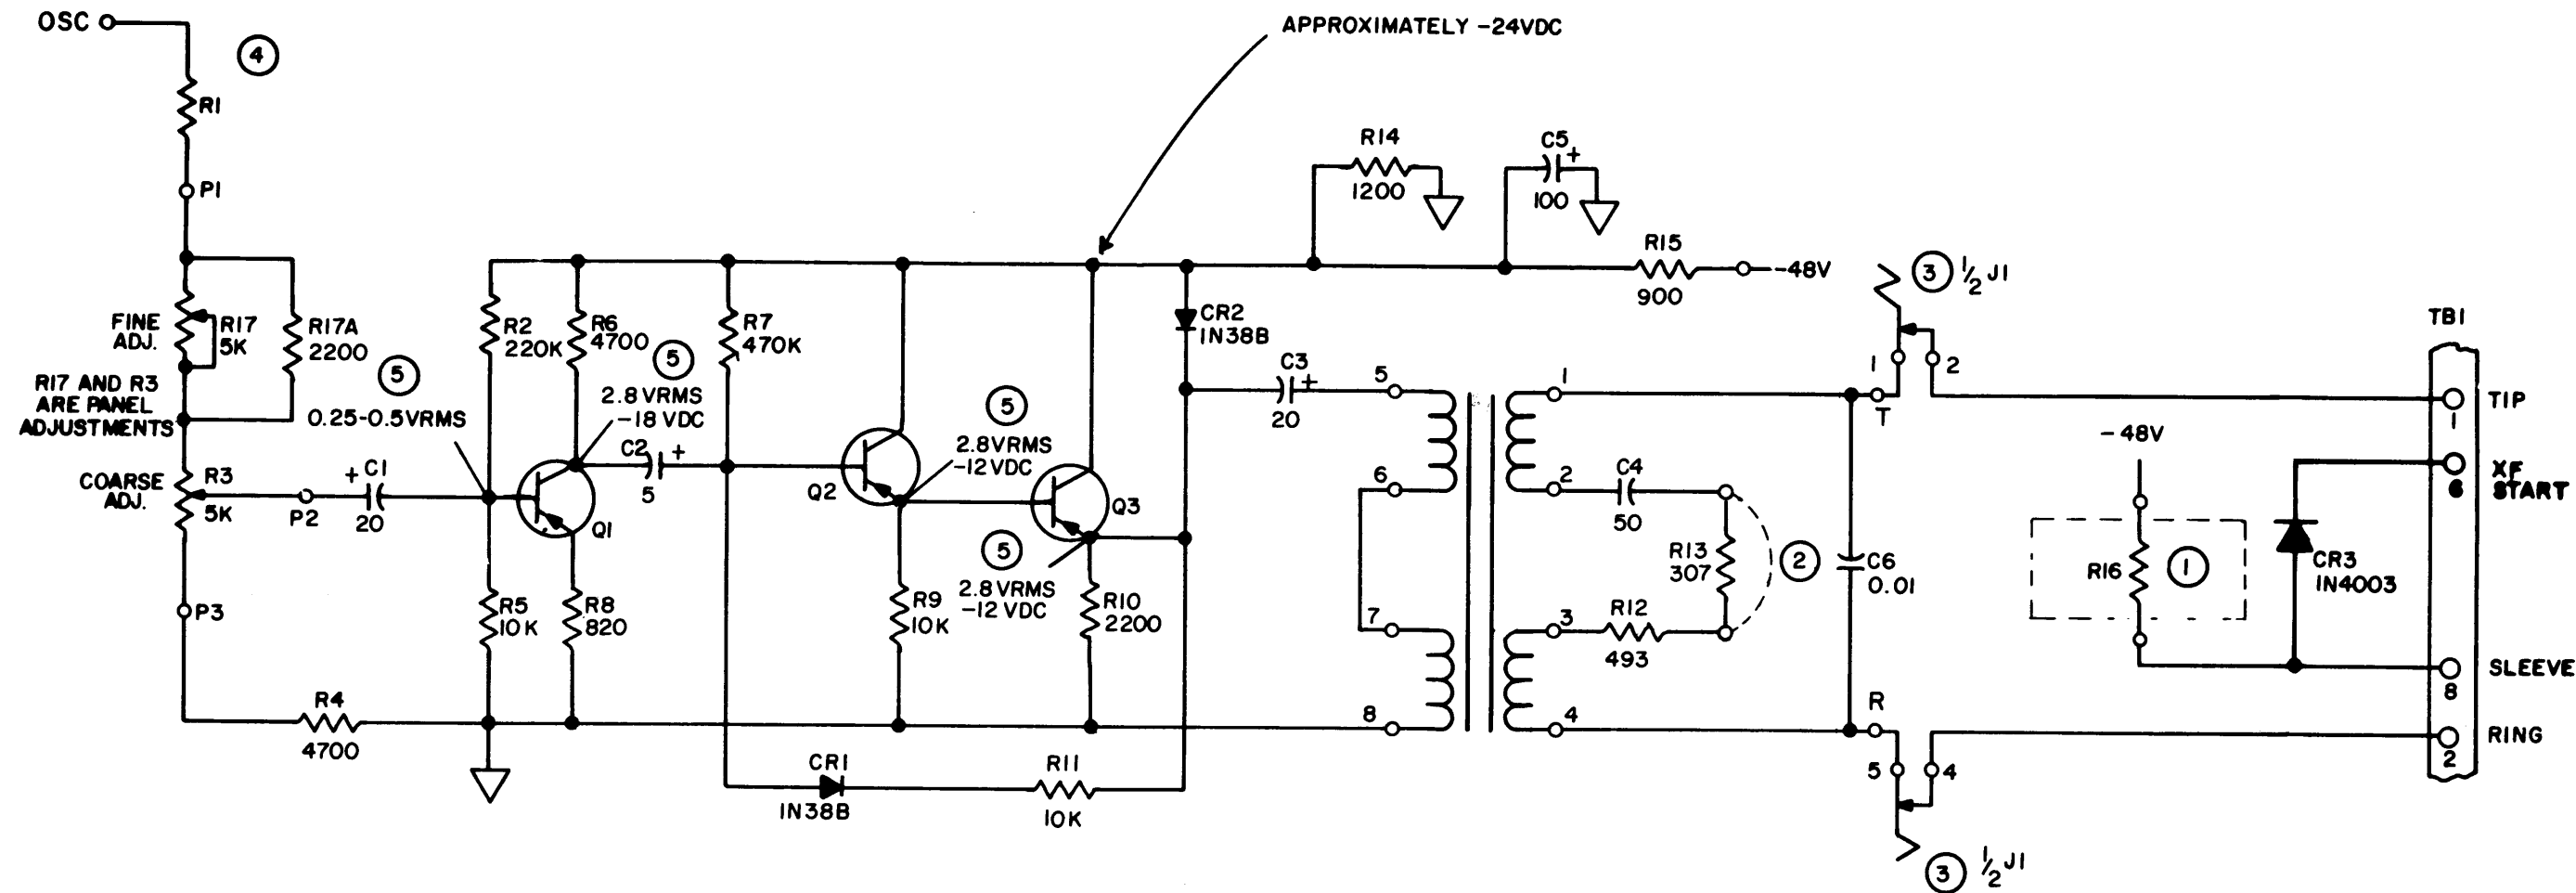 OSC
4
R1
P1
FINE
ADJ.
R17
5K
R17A
2200
R17 AND R3
ARE PANEL
ADJUSTMENTS
COARSE
ADJ.
R3
5K
P2
P3
R4
4700
5
0.25-0.5VRMS
+
C1
20
R2
220K
R6
4700
5
2.8 VRMS
-18 VDC
C2
+
5
Q1
R5
10K
R8
820
R7
470K
CR1
1N38B
R11
10K
Q2
5
2.8VRMS
-12 VDC
Q3
5
2.8 VRMS
-12 VDC
R9
10K
R10
2200
APPROXIMATELY -24VDC
CR2
1N38B
R14
1200
C5
+
100
R15
900
-48V
C3
+
20
5
6
7
8
1
2
3
4
C4
50
R13
307
2
R12
493
C6
0.01
3
1/2 J1
1
2
T
R
5
4
3
1/2 J1
-48V
R16
1
CR3
1N4003
TB1
1
TIP
6
XF
START
8
SLEEVE
2
RING